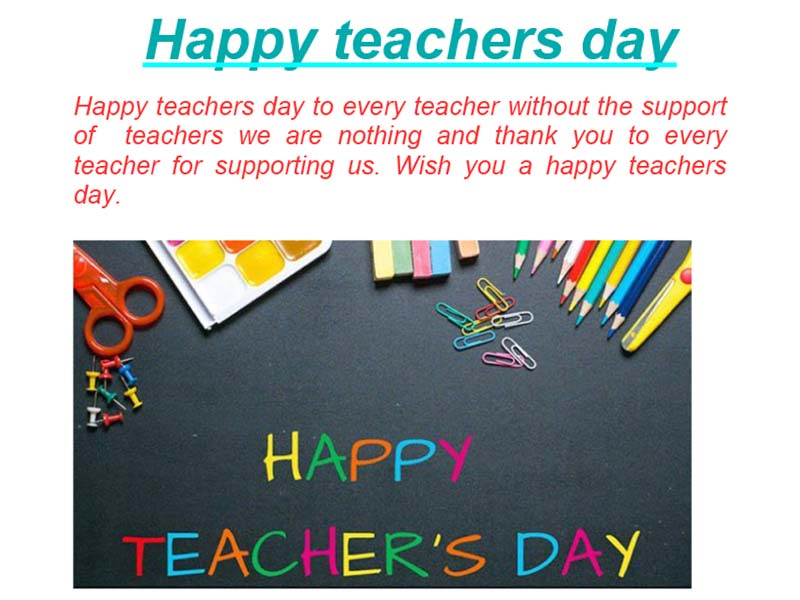 Happy teachers day
Happy teachers day to every teacher without the support
of teachers we are nothing and thank you to every
teacher for supporting us. Wish you a happy teachers
day.
HAPPY
TEACHER'S DAY